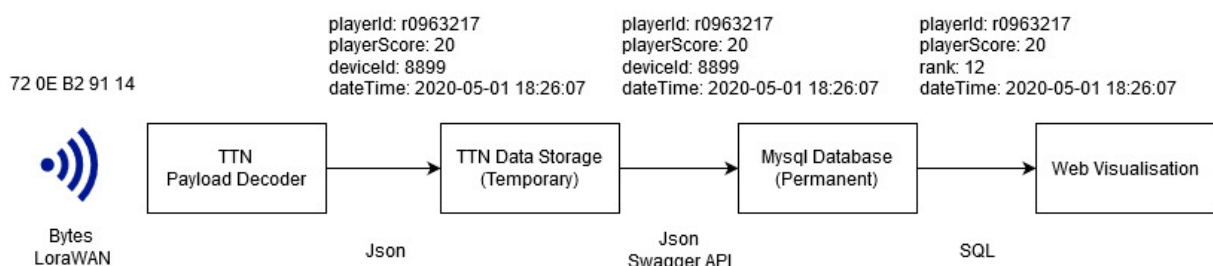 72 0E B2 91 14
playerId: r0963217
playerScore: 20
deviceId: 8899
dateTime: 2020-05-01 18:26:07
playerId: r0963217
playerScore: 20
deviceId: 8899
dateTime: 2020-05-01 18:26:07
playerId: r0963217
playerScore: 20
rank: 12
dateTime: 2020-05-01 18:26:07
TTN
Payload Decoder
TTN Data Storage
(Temporary)
Mysql Database
(Permanent)
Web Visualisation
Bytes
LoraWAN
Json
Json
Swagger API
SQL